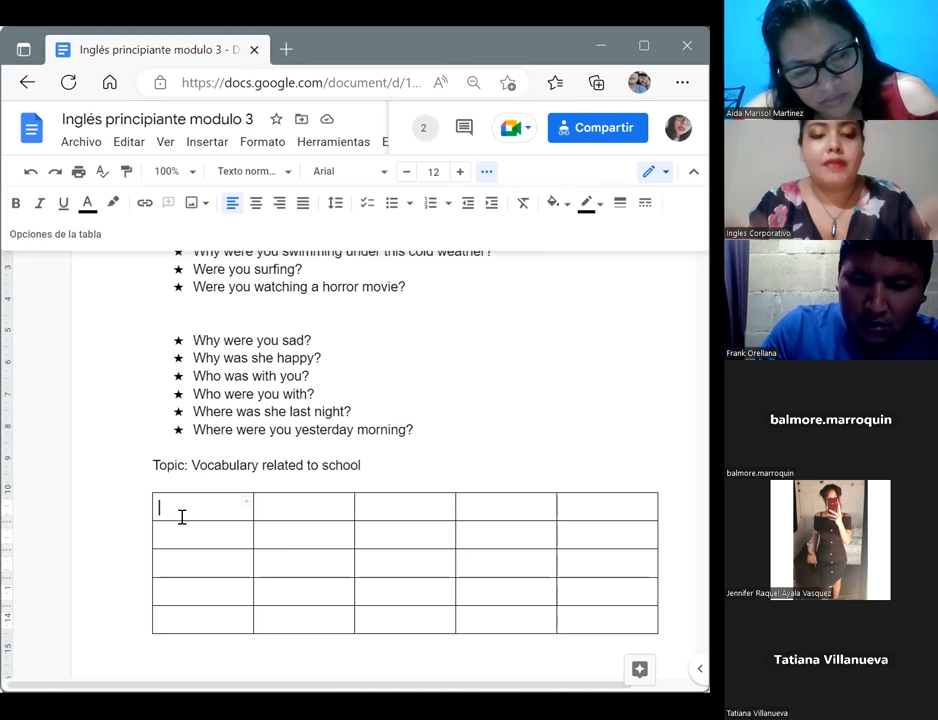 Inglés principiante modulo 3 - D
https://docs.google.com/document/d/1...
Inglés principiante modulo 3
2
Compartir
Archivo Editar Ver Insertar Formato Herramientas E
100% Texto norm... Arial 12
Opciones de la tabla
Why were you swimming under this cold weather?
Were you surfing?
Were you watching a horror movie?
Why were you sad?
Why was she happy?
Who was with you?
Who were you with?
Where was she last night?
Where were you yesterday morning?
Topic: Vocabulary related to school
Aida Marisol Martinez
Ingles Corporativo
Frank Orellana
balmore.marroquin
balmore.marroquin
Jennifer Raquel Ayala Vasquez
Tatiana Villanueva
Tatiana Villanueva